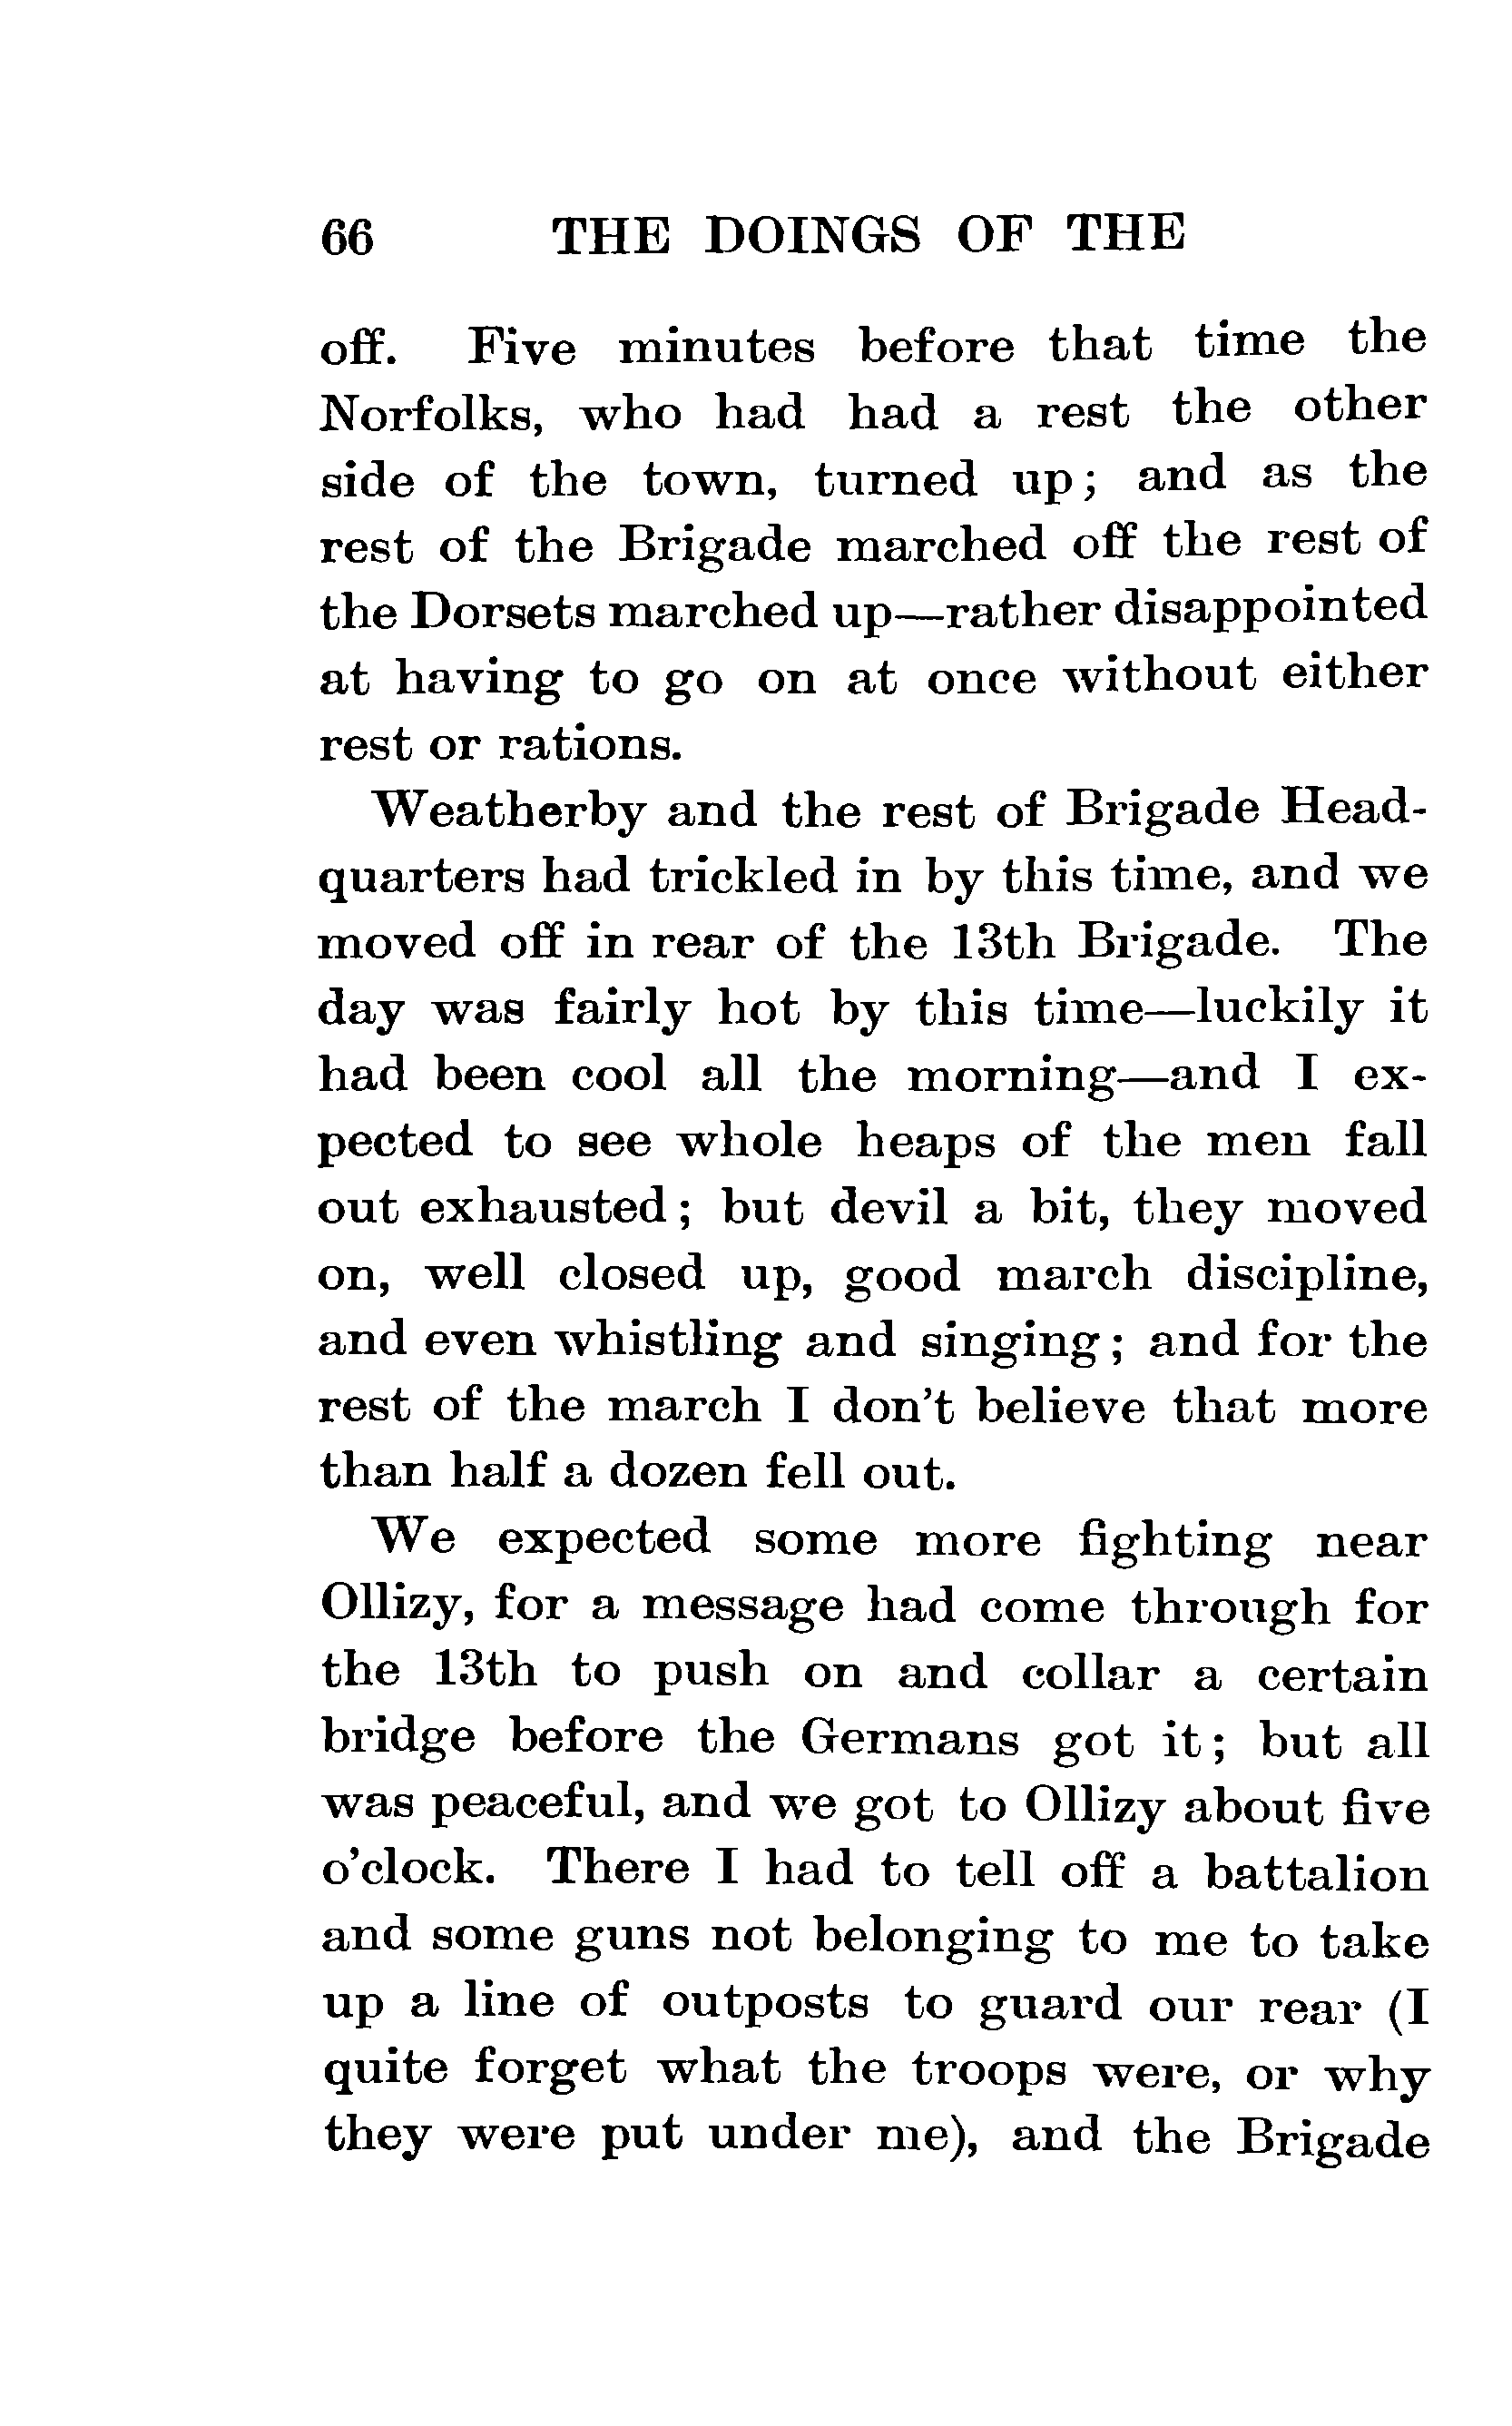 66 THE DOINGS OF THE
off. Five minutes before that time the
Norfolks, who had had a rest the other
side of the town, turned up; and as the
rest of the Brigade marched off the rest of
the Dorsets marched up—rather disappointed
at having to go on at once without either
rest or rations.
Weatherby and the rest of Brigade Head-
quarters had trickled in by this time, and we
moved off in rear of the 13th Brigade. The
day was fairly hot by this time—luckily it
had been cool all the morning—and I ex-
pected to see whole heaps of the men fall
out exhausted; but devil a bit, they moved
on, well closed up, good march discipline,
and even whistling and singing; and for the
rest of the march I don't believe that more
than half a dozen fell out.
We expected some more fighting near
Ollizy, for a message had come through for
the 13th to push on and collar a certain
bridge before the Germans got it; but all
was peaceful, and we got to Ollizy about five
o'clock. There I had to tell off a battalion
and some guns not belonging to me to take
up a line of outposts to guard our rear (I
quite forget what the troops were, or why
they were put under me), and the Brigade